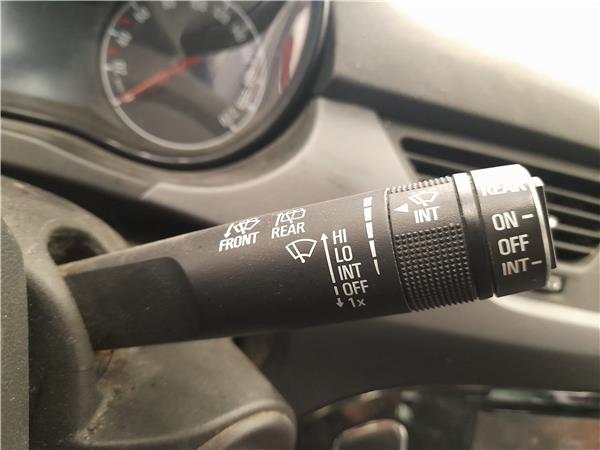 FRONT
REAR
HI
LO
INT
OFF
1x
INT
REAR
ON
OFF
INT